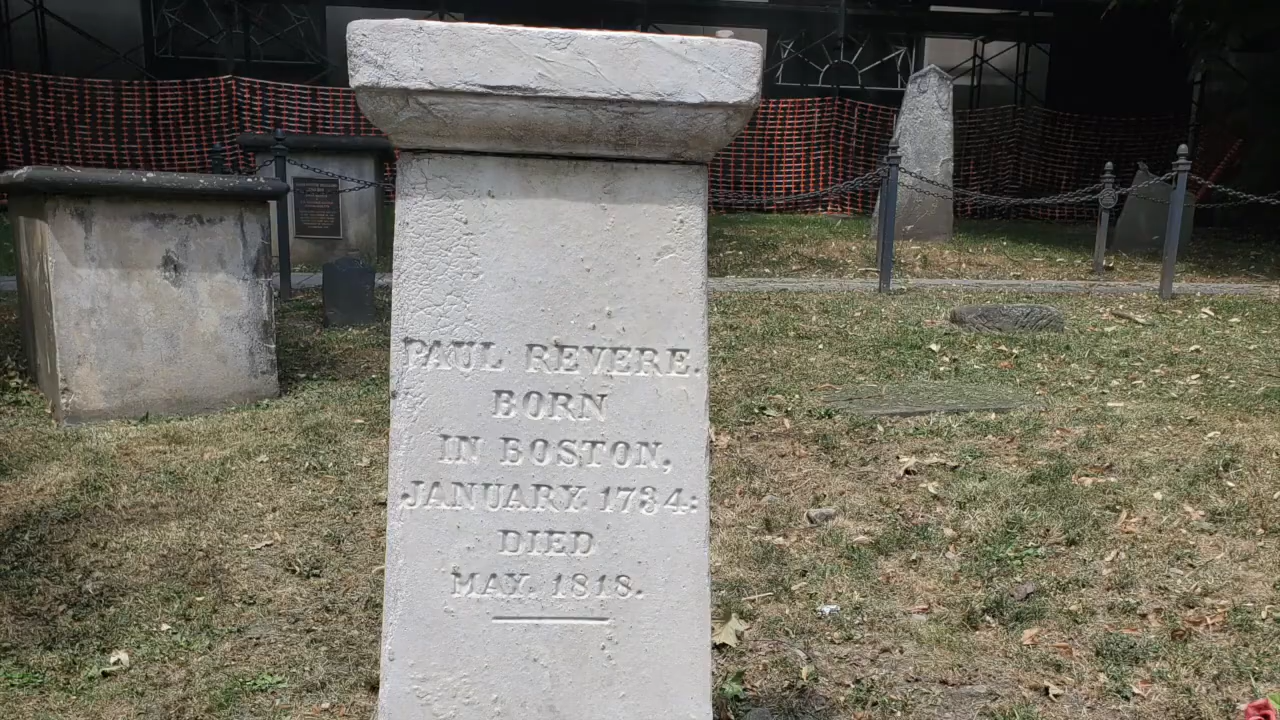 PAUL REVERE.
BORN
IN BOSTON,
JANUARY. 1734:
DIED
MAY. 1818.